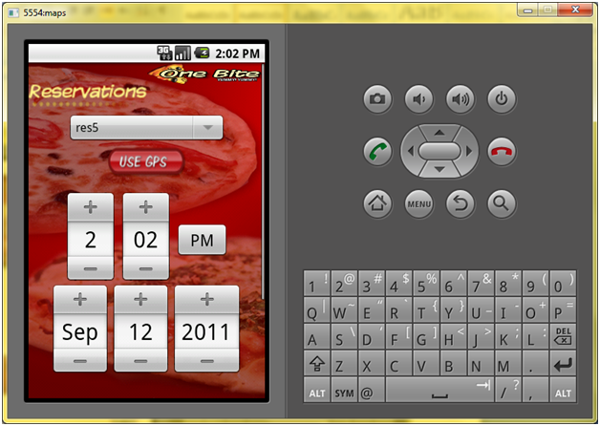 5554:maps
3G 2:02 PM
One Bite
Reservations
res5
USE GPS
+ +
2 02 PM
- -
+ + +
Sep 12 2011
- - -
MENU
1 ! 2 @ 3 # 4 $ 5 % 6 ^ 7 & 8 * 9 ( 0 )
Q | W ~ E " R ` T { Y } U _ I - O + P =
A S \ D ' F [ G ] H < J > K ; L : DEL
Z X C V B N M .
ALT SYM @ / ? , ALT